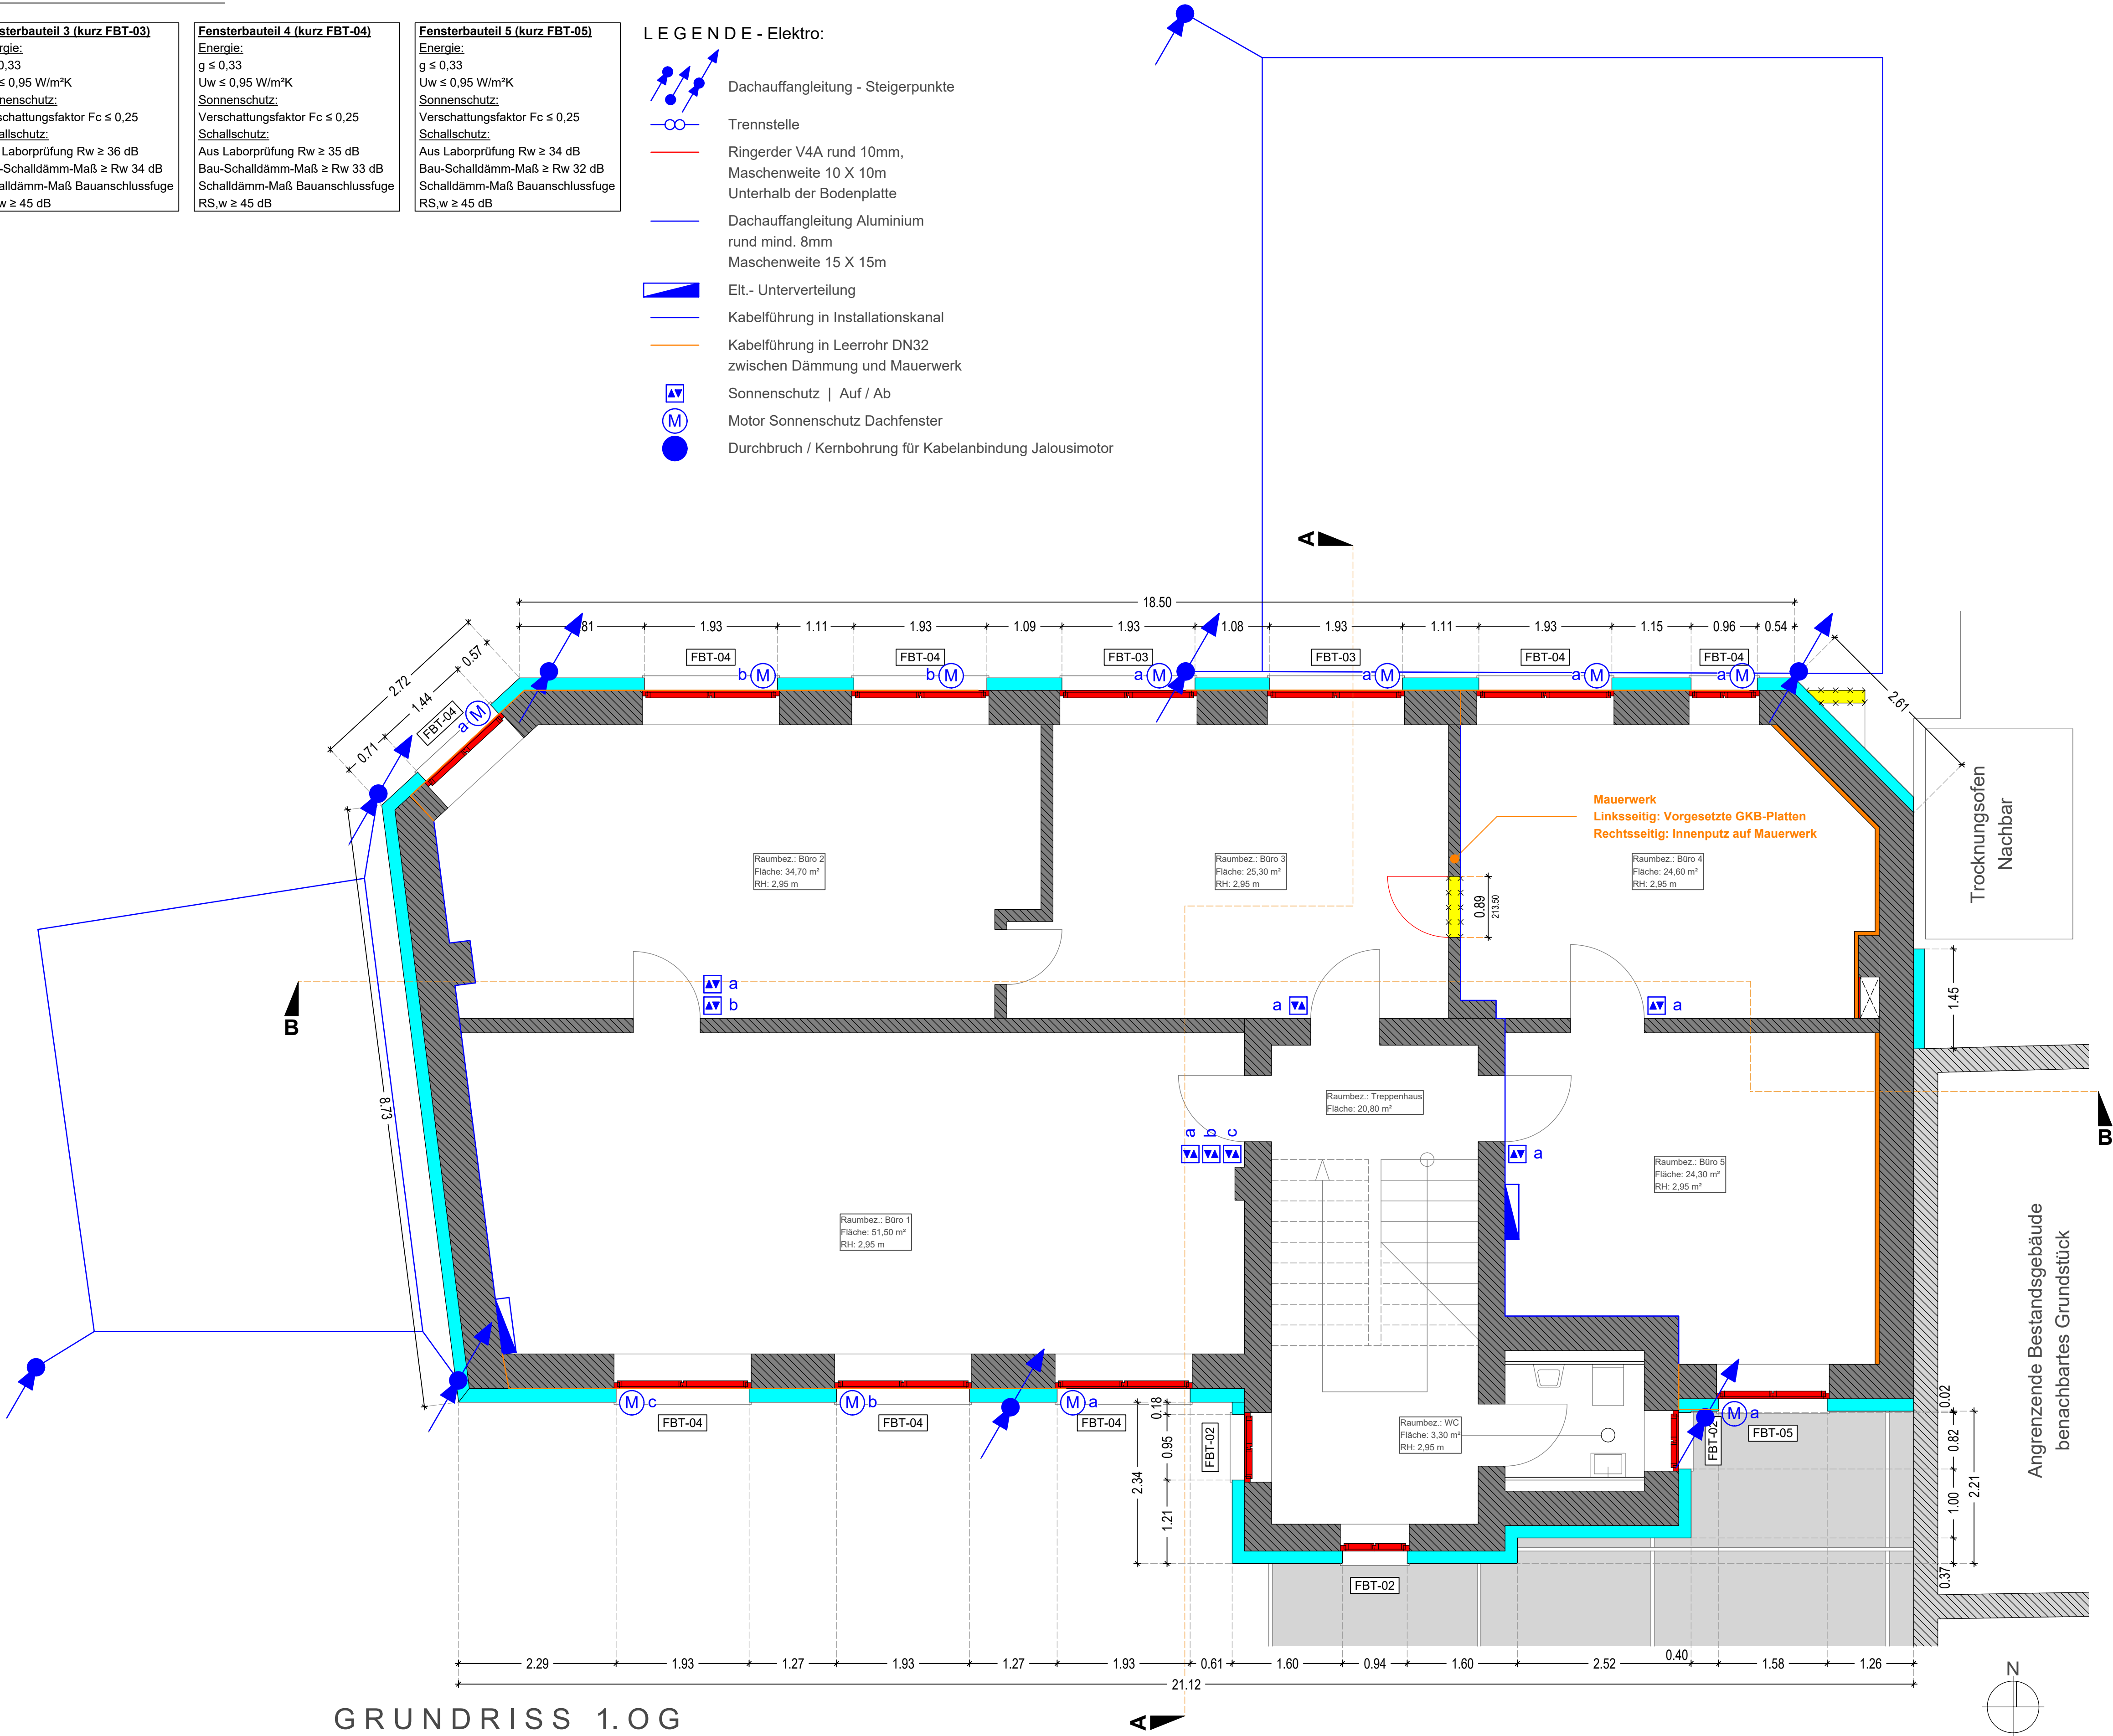 sterbauteil 3 (kurz FBT-03)
rgie:
0,33
≤ 0,95 W/m²K
nenschutz:
schattungsfaktor Fc ≤ 0,25
allschutz:
Laborprüfung Rw ≥ 36 dB
-Schalldämm-Maß ≥ Rw 34 dB
alldämm-Maß Bauanschlussfuge
w ≥ 45 dB
Fensterbauteil 4 (kurz FBT-04)
Energie:
g ≤ 0,33
Uw ≤ 0,95 W/m²K
Sonnenschutz:
Verschattungsfaktor Fc ≤ 0,25
Schallschutz:
Aus Laborprüfung Rw ≥ 35 dB
Bau-Schalldämm-Maß ≥ Rw 33 dB
Schalldämm-Maß Bauanschlussfuge
RS,w ≥ 45 dB
Fensterbauteil 5 (kurz FBT-05)
Energie:
g ≤ 0,33
Uw ≤ 0,95 W/m²K
Sonnenschutz:
Verschattungsfaktor Fc ≤ 0,25
Schallschutz:
Aus Laborprüfung Rw ≥ 34 dB
Bau-Schalldämm-Maß ≥ Rw 32 dB
Schalldämm-Maß Bauanschlussfuge
RS,w ≥ 45 dB
L E G E N D E - Elektro:
Dachauffangleitung - Steigerpunkte
Trennstelle
Ringerder V4A rund 10mm,
Maschenweite 10 X 10m
Unterhalb der Bodenplatte
Dachauffangleitung Aluminium
rund mind. 8mm
Maschenweite 15 X 15m
Elt.- Unterverteilung
Kabelführung in Installationskanal
Kabelführung in Leerrohr DN32
zwischen Dämmung und Mauerwerk
Sonnenschutz | Auf / Ab
M Motor Sonnenschutz Dachfenster
Durchbruch / Kernbohrung für Kabelanbindung Jalousimotor
A
18.50
81 1.93 1.11 1.93 1.09 1.93 1.08 1.93 1.11 1.93 1.15 0.96 0.54
FBT-04 FBT-04 FBT-03 FBT-03 FBT-04 FBT-04
b M b M a M a M a M a M
2.72
0.57
1.44
0.71
FBT-04
a M
2.61
Mauerwerk
Linksseitig: Vorgesetzte GKB-Platten
Rechtsseitig: Innenputz auf Mauerwerk
Trocknungsofen
Nachbar
Raumbez.: Büro 2
Fläche: 34,70 m²
RH: 2,95 m
Raumbez.: Büro 3
Fläche: 25,30 m²
RH: 2,95 m
Raumbez.: Büro 4
Fläche: 24,60 m²
RH: 2,95 m
0.89
213.50
a
b
a
a
1.45
B
B
8.73
Raumbez.: Treppenhaus
Fläche: 20,80 m²
a
b
c
a
Raumbez.: Büro 5
Fläche: 24,30 m²
RH: 2,95 m
Raumbez.: Büro 1
Fläche: 51,50 m²
RH: 2,95 m
Angrenzende Bestandsgebäude
benachbartes Grundstück
M c M b M a
FBT-04 FBT-04 FBT-04
0.18
0.95
2.34
1.21
FBT-02
Raumbez.: WC
Fläche: 3,30 m²
RH: 2,95 m
FBT-02
M a
FBT-05
0.02
0.82
1.00
2.21
0.37
FBT-02
2.29 1.93 1.27 1.93 1.27 1.93 0.61 1.60 0.94 1.60 2.52 0.40 1.58 1.26
21.12
N
A
GRUNDRISS 1.OG